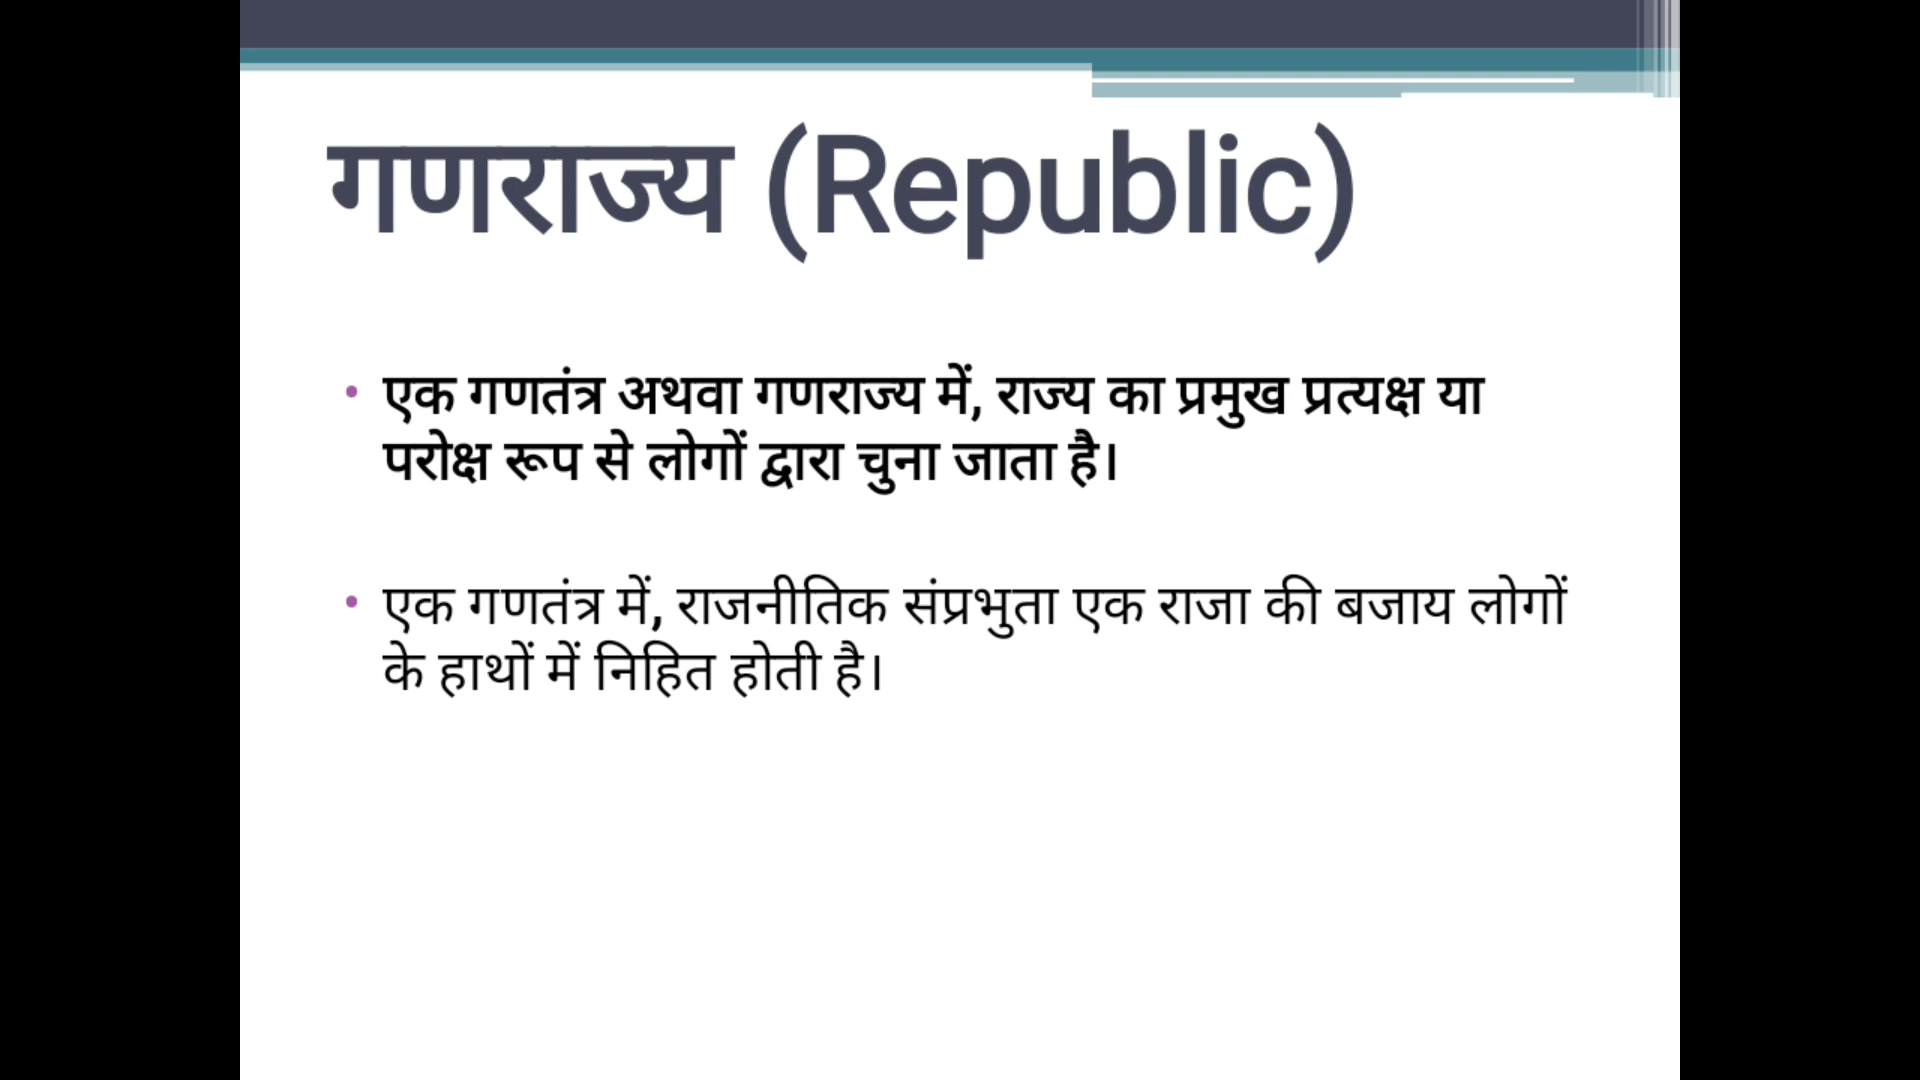 गणराज्य (Republic)
• एक गणतंत्र अथवा गणराज्य में, राज्य का प्रमुख प्रत्यक्ष या
परोक्ष रूप से लोगों द्वारा चुना जाता है।
• एक गणतंत्र में, राजनीतिक संप्रभुता एक राजा की बजाय लोगों
के हाथों में निहित होती है।